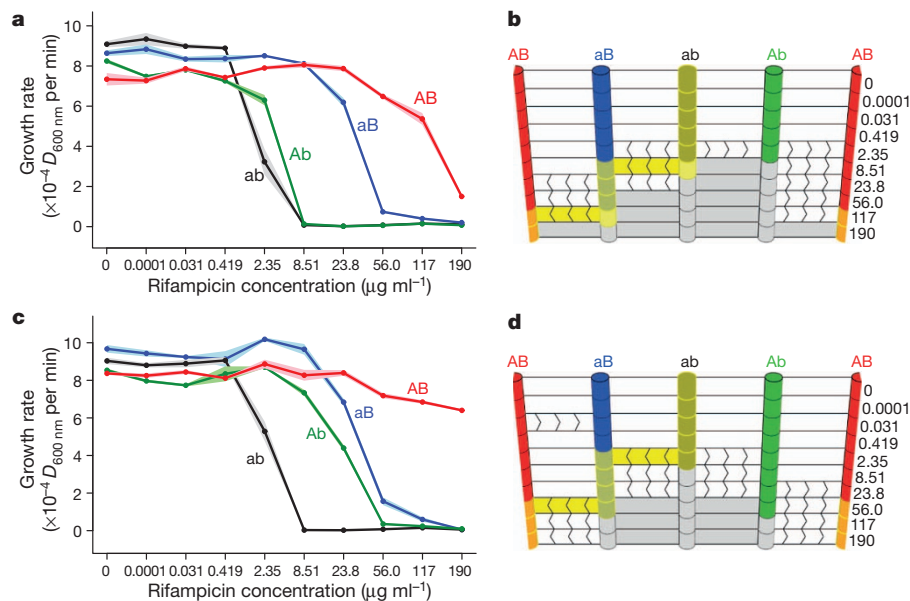 a
Growth rate
(×10⁻⁴ D₆₀₀ ₙₘ per min)
10
8
6
4
2
0
AB
aB
Ab
ab
0 0.0001 0.031 0.419 2.35 8.51 23.8 56.0 117 190
Rifampicin concentration (μg ml⁻¹)
b
AB aB ab Ab AB
0
0.0001
0.031
0.419
2.35
8.51
23.8
56.0
117
190
c
Growth rate
(×10⁻⁴ D₆₀₀ ₙₘ per min)
10
8
6
4
2
0
AB
aB
Ab
ab
0 0.0001 0.031 0.419 2.35 8.51 23.8 56.0 117 190
Rifampicin concentration (μg ml⁻¹)
d
AB aB ab Ab AB
0
0.0001
0.031
0.419
2.35
8.51
23.8
56.0
117
190